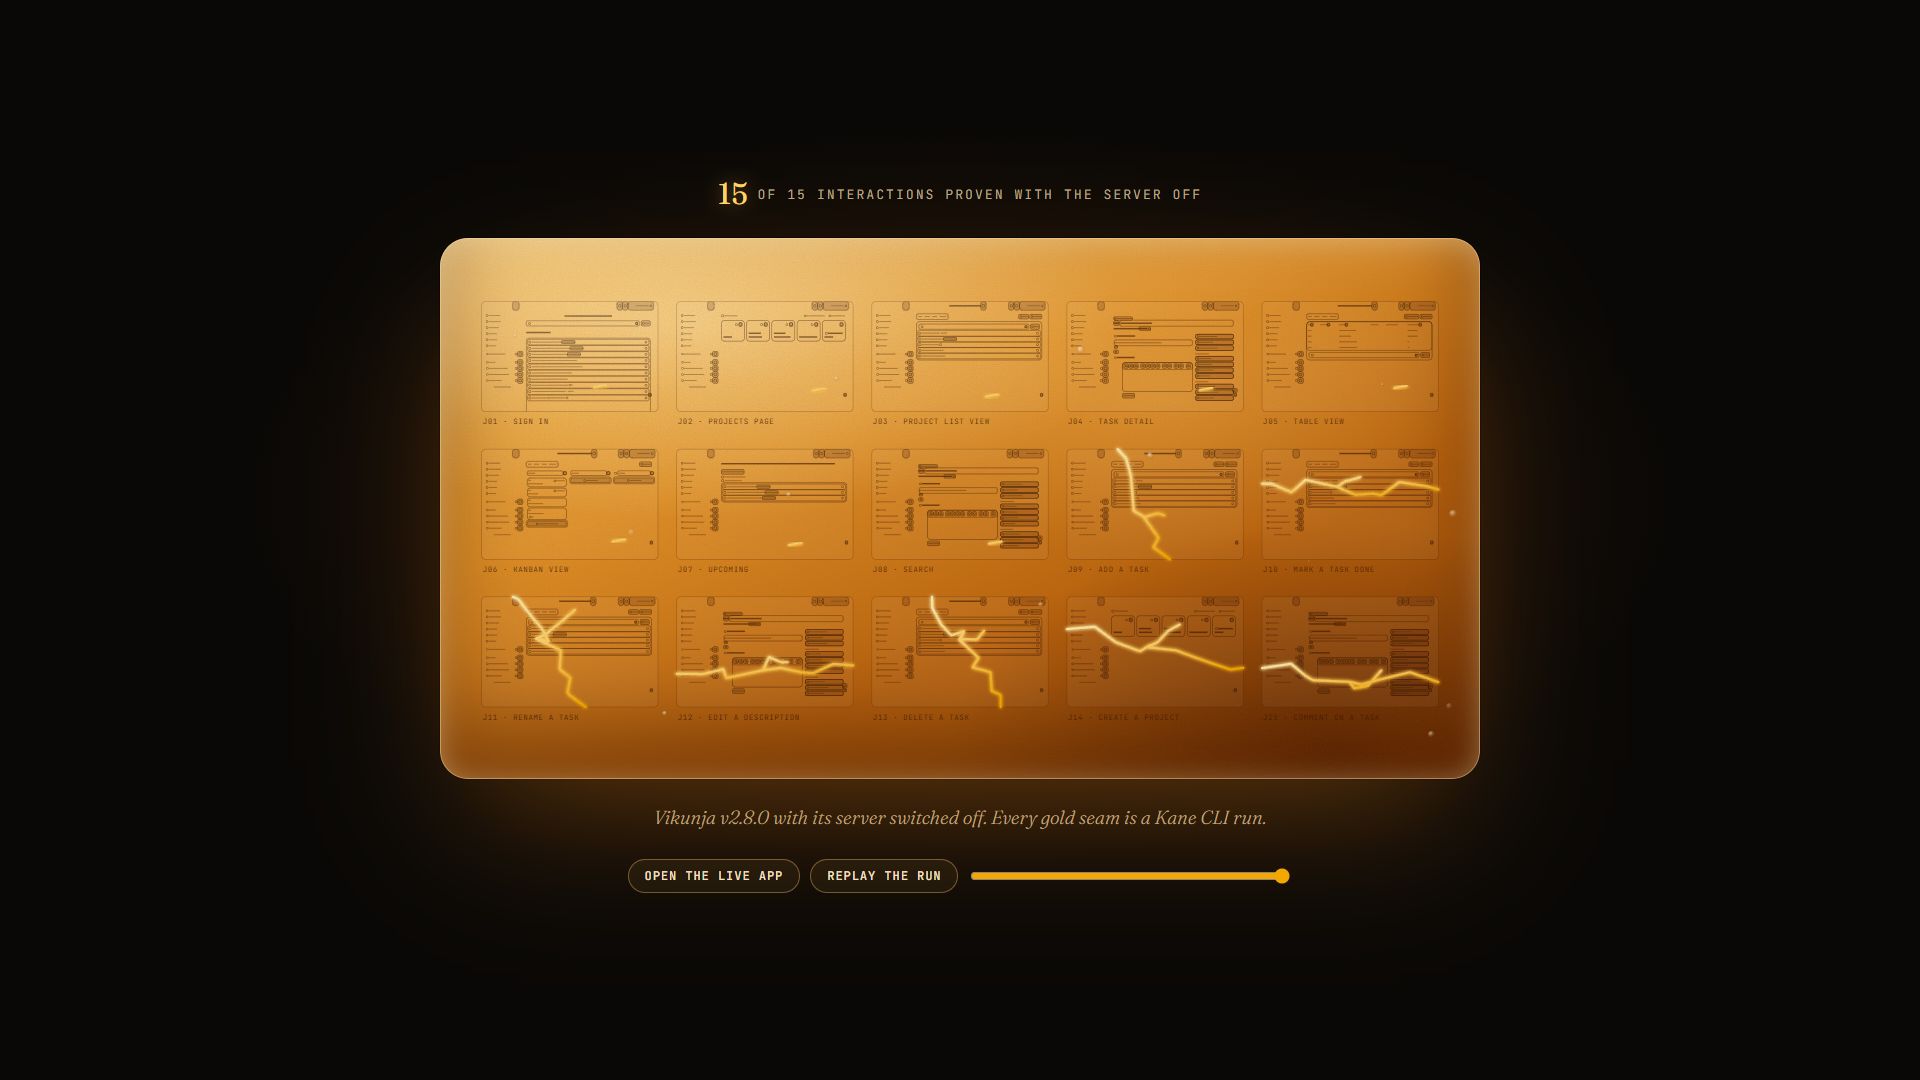 15 OF 15 INTERACTIONS PROVEN WITH THE SERVER OFF
J01 · SIGN IN
J02 · PROJECTS PAGE
J03 · PROJECT LIST VIEW
J04 · TASK DETAIL
J05 · TABLE VIEW
J06 · KANBAN VIEW
J07 · UPCOMING
J08 · SEARCH
J09 · ADD A TASK
J10 · MARK A TASK DONE
J11 · RENAME A TASK
J12 · EDIT A DESCRIPTION
J13 · DELETE A TASK
J14 · CREATE A PROJECT
J15 · COMMENT ON A TASK
Vikunja v2.8.0 with its server switched off. Every gold seam is a Kane CLI run.
OPEN THE LIVE APP
REPLAY THE RUN